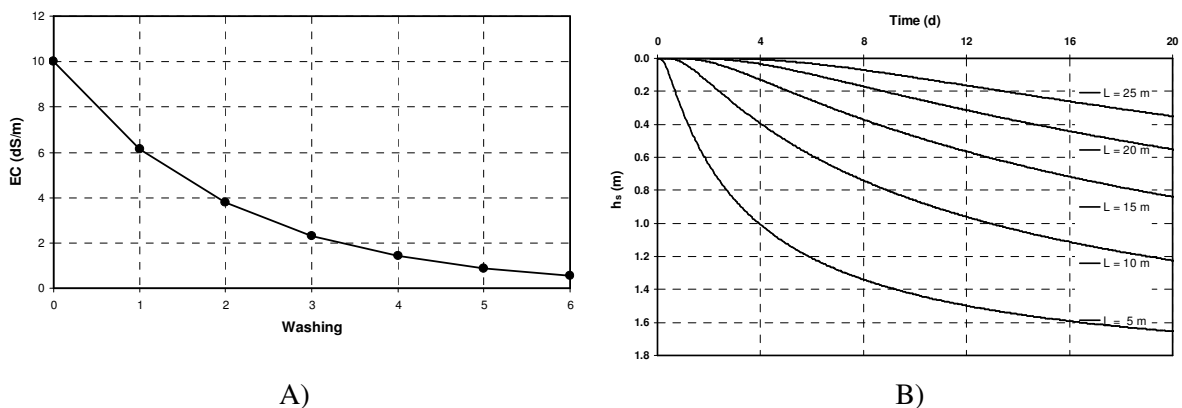 12
10
8
6
4
2
0
EC (dS/m)
0 1 2 3 4 5 6
Washing
A)
Time (d)
0 4 8 12 16 20
0.0
0.2
0.4
0.6
0.8
1.0
1.2
1.4
1.6
1.8
hs (m)
L = 25 m
L = 20 m
L = 15 m
L = 10 m
L = 5 m
B)